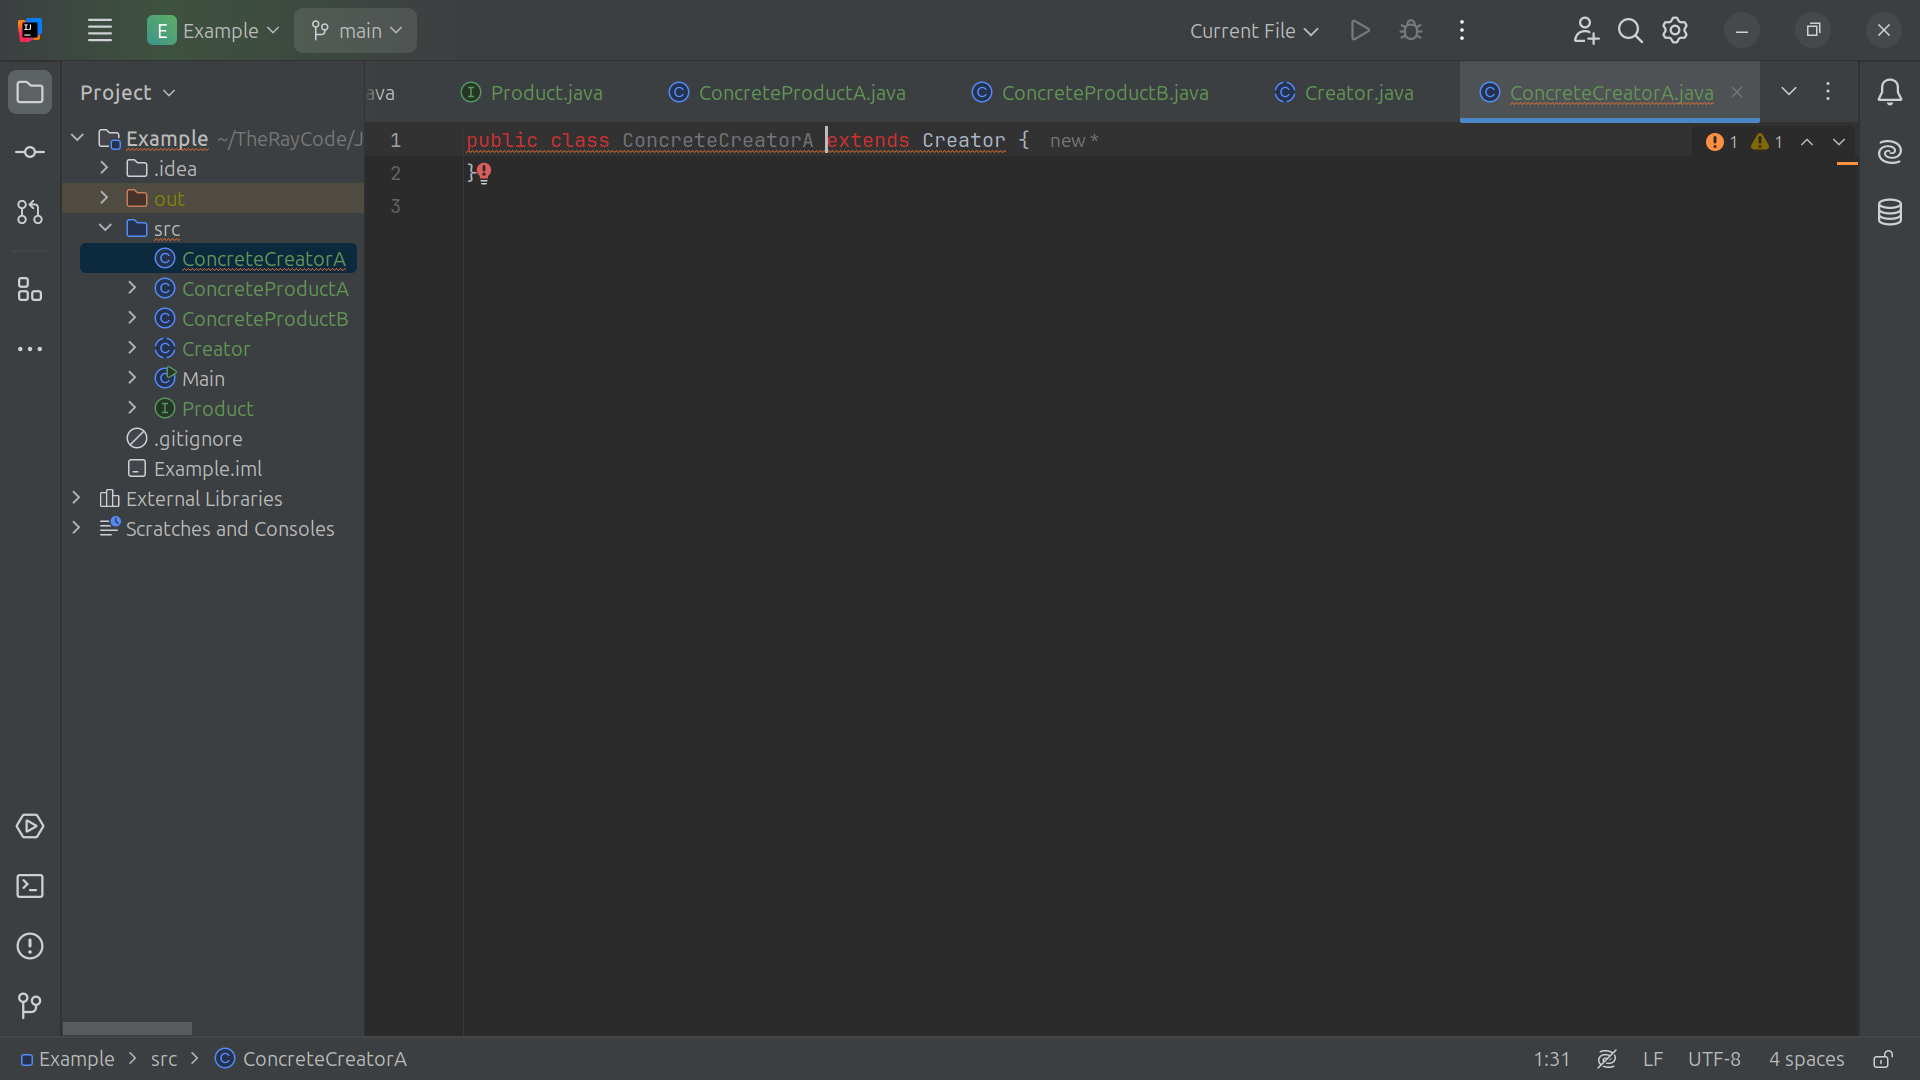 E Example main Current File
Project
ava Product.java ConcreteProductA.java ConcreteProductB.java Creator.java ConcreteCreatorA.java
Example ~/TheRayCode/J
.idea
out
src
ConcreteCreatorA
ConcreteProductA
ConcreteProductB
Creator
Main
Product
.gitignore
Example.iml
External Libraries
Scratches and Consoles
1 public class ConcreteCreatorA extends Creator { new *
2 }
3
1 1
Example src ConcreteCreatorA
1:31 LF UTF-8 4 spaces